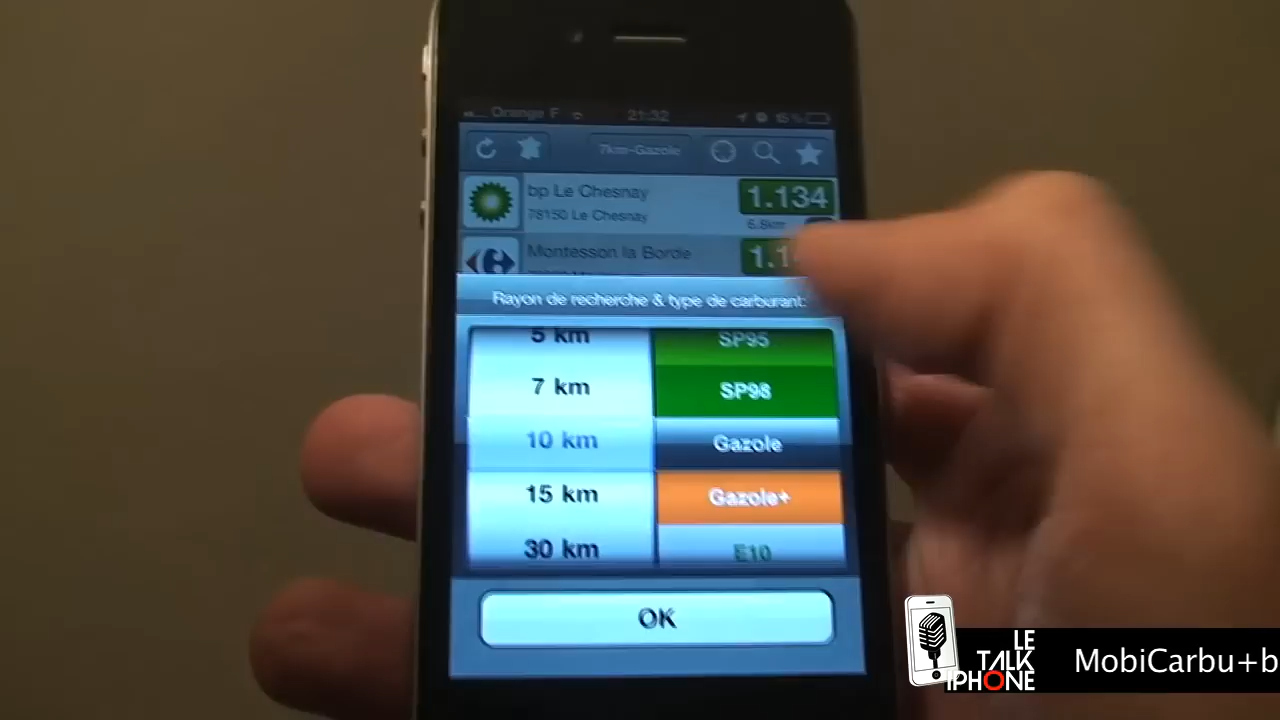 Orange F 21:32 15 %
7km-Gazole
bp Le Chesnay 1.134
78150 Le Chesnay 6.8km
Montesson la Borde
Rayon de recherche & type de carburant:
5 km SP95
7 km SP98
10 km Gazole
15 km Gazole+
30 km E10
OK
LE
TALK
IPHONE
MobiCarbu+b